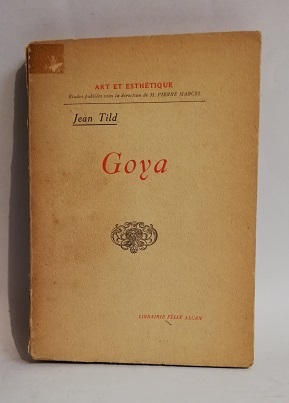 ART ET ESTHÉTIQUE
Études publiées sous la direction de M. PIERRE MARCEL
Jean Tild
Goya
LIBRAIRIE FÉLIX ALCAN